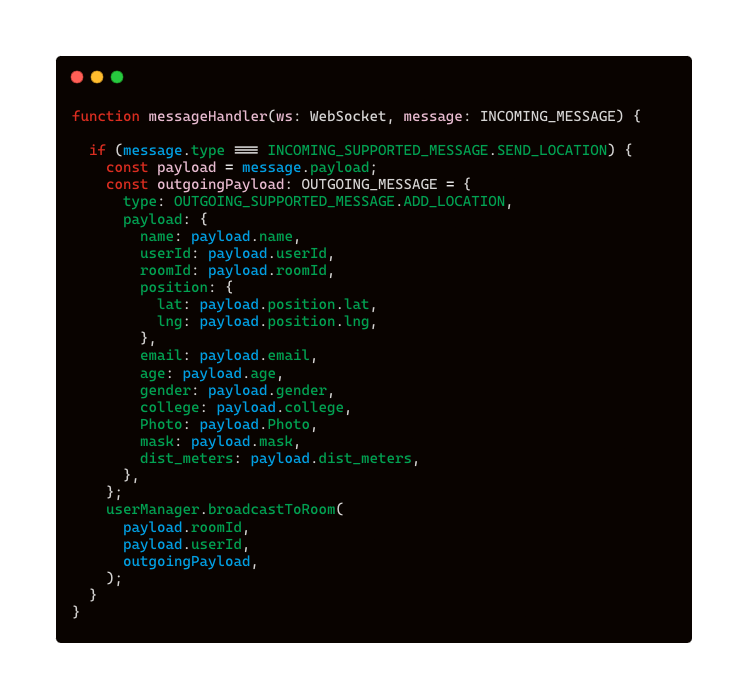 function messageHandler(ws: WebSocket, message: INCOMING_MESSAGE) {
if (message.type === INCOMING_SUPPORTED_MESSAGE.SEND_LOCATION) {
const payload = message.payload;
const outgoingPayload: OUTGOING_MESSAGE = {
type: OUTGOING_SUPPORTED_MESSAGE.ADD_LOCATION,
payload: {
name: payload.name,
userId: payload.userId,
roomId: payload.roomId,
position: {
lat: payload.position.lat,
lng: payload.position.lng,
},
email: payload.email,
age: payload.age,
gender: payload.gender,
college: payload.college,
Photo: payload.Photo,
mask: payload.mask,
dist_meters: payload.dist_meters,
},
};
userManager.broadcastToRoom(
payload.roomId,
payload.userId,
outgoingPayload,
);
}
}